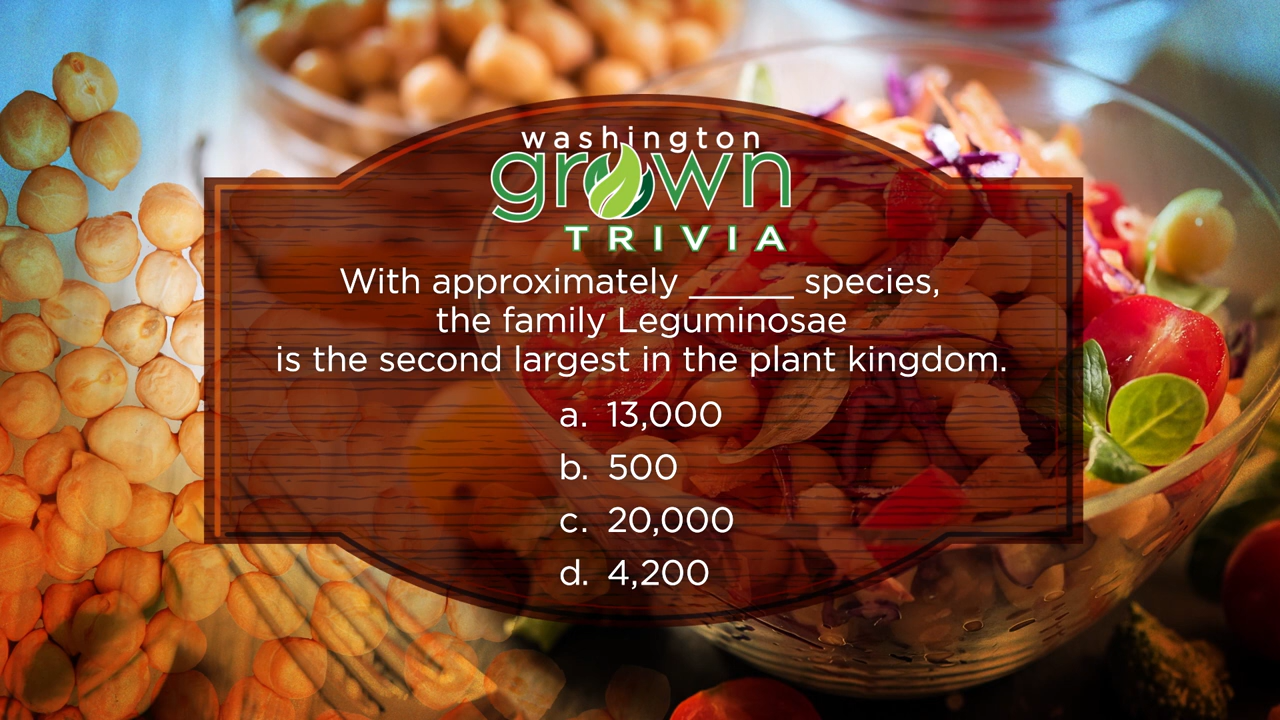 washington
grown
TRIVIA
With approximately _____ species,
the family Leguminosae
is the second largest in the plant kingdom.
a. 13,000
b. 500
c. 20,000
d. 4,200